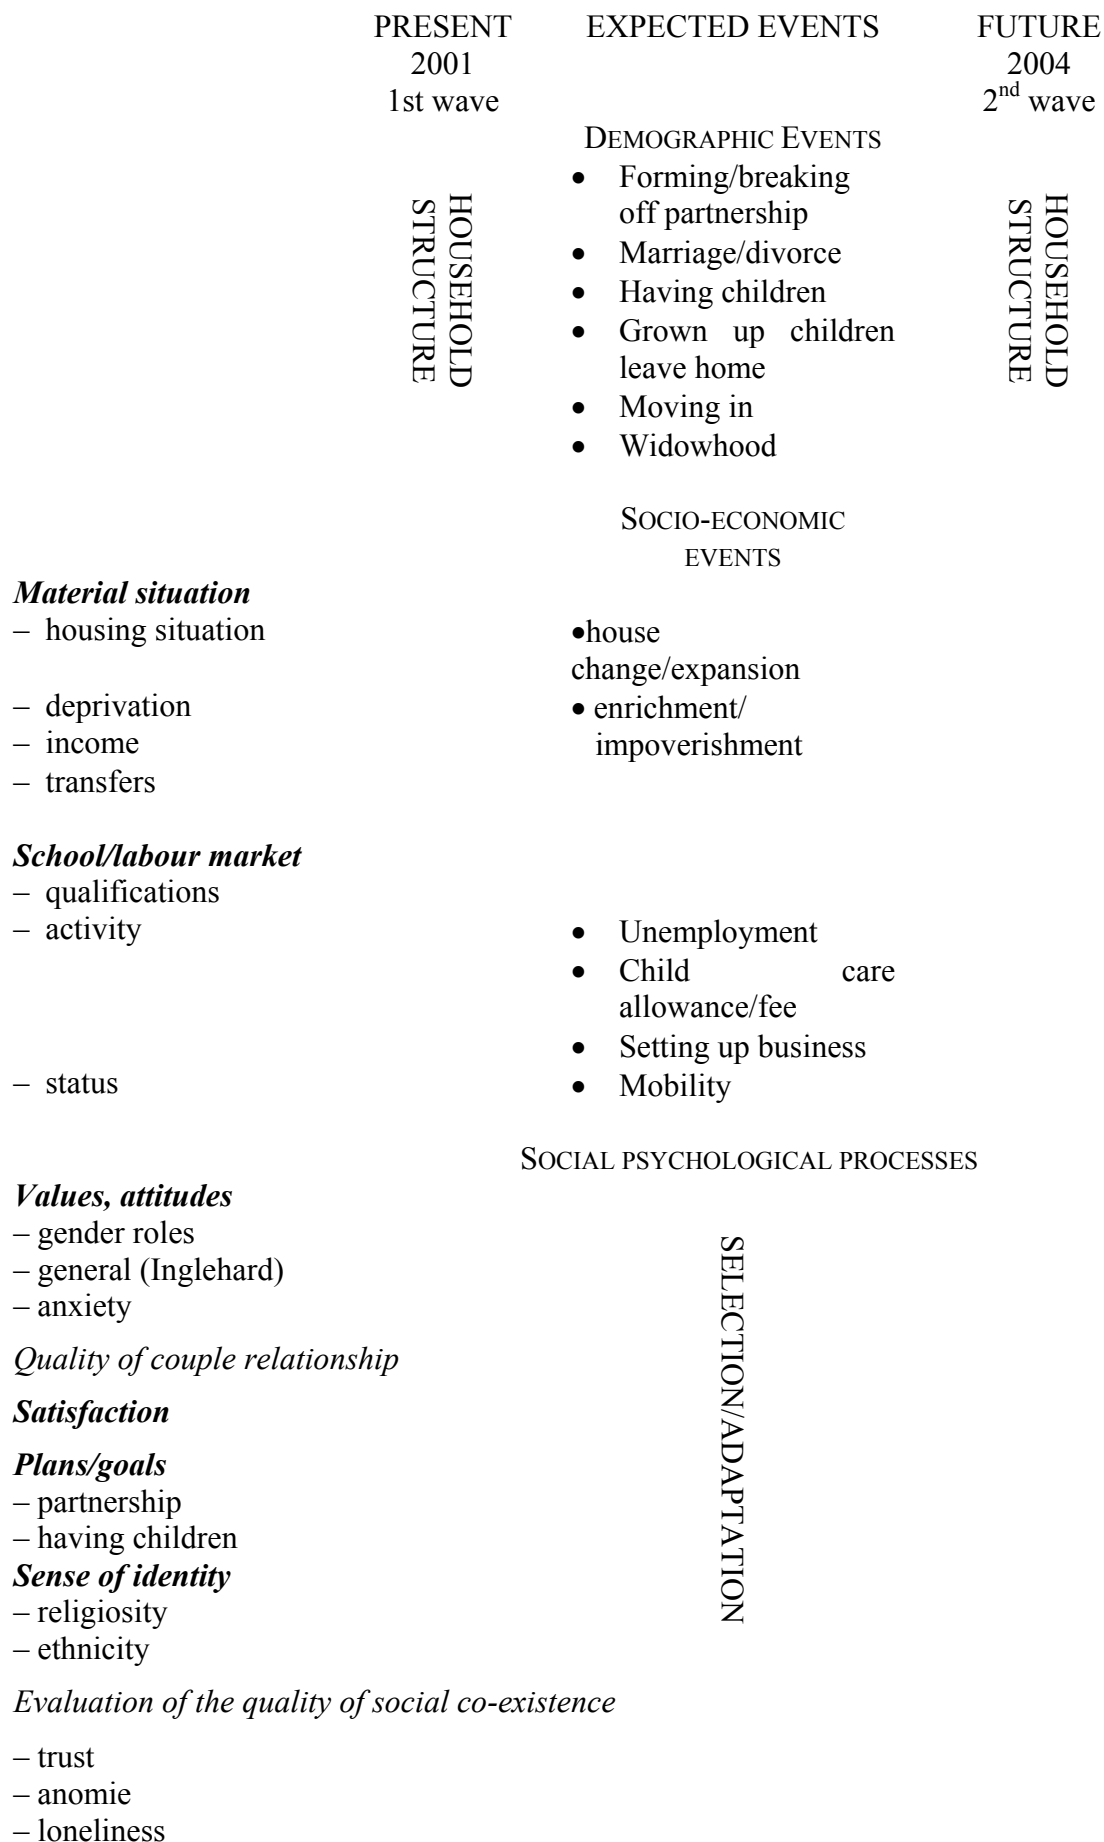 PRESENT EXPECTED EVENTS FUTURE
2001 2004
1st wave 2nd wave
DEMOGRAPHIC EVENTS
• Forming/breaking
off partnership
• Marriage/divorce
• Having children
• Grown up children
leave home
• Moving in
• Widowhood
HOUSEHOLD
STRUCTURE
HOUSEHOLD
STRUCTURE
SOCIO-ECONOMIC
EVENTS
Material situation
– housing situation •house
change/expansion
– deprivation • enrichment/
– income impoverishment
– transfers
School/labour market
– qualifications
– activity • Unemployment
• Child care
allowance/fee
• Setting up business
– status • Mobility
SOCIAL PSYCHOLOGICAL PROCESSES
Values, attitudes
– gender roles
– general (Inglehard)
– anxiety
Quality of couple relationship
Satisfaction
Plans/goals
– partnership
– having children
Sense of identity
– religiosity
– ethnicity
SELECTION/ADAPTATION
Evaluation of the quality of social co-existence
– trust
– anomie
– loneliness